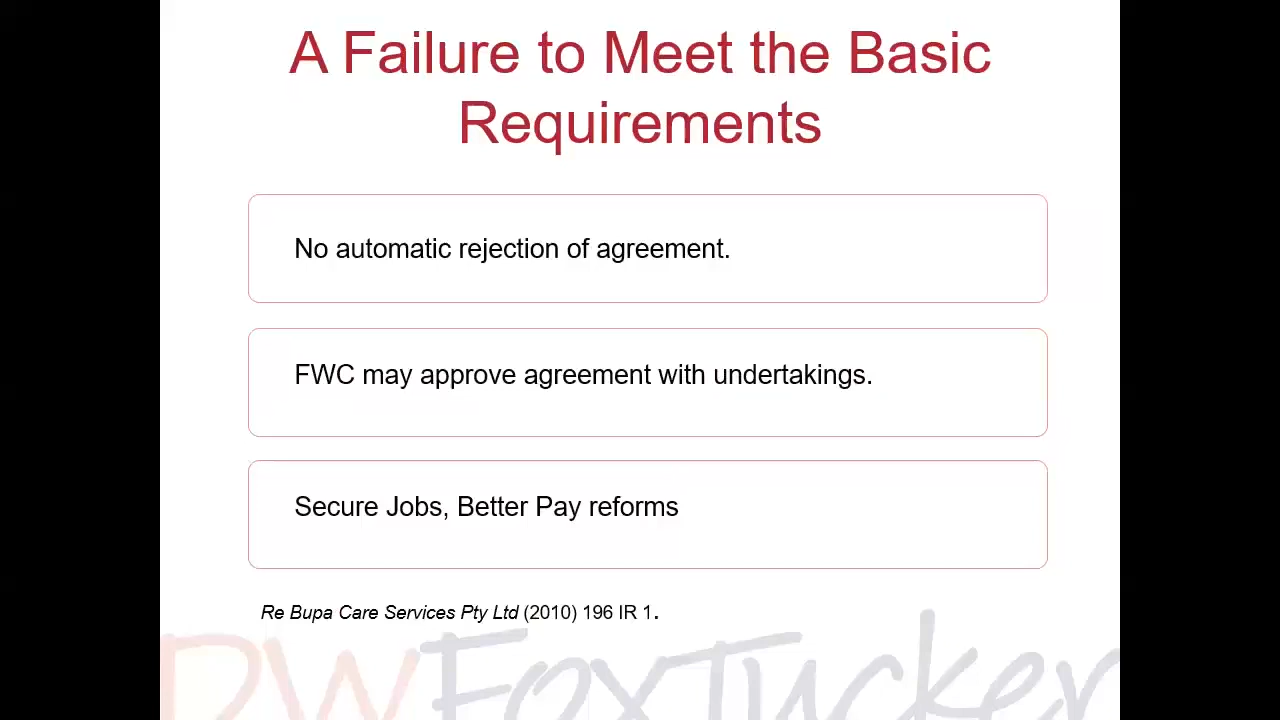 A Failure to Meet the Basic
Requirements
No automatic rejection of agreement.
FWC may approve agreement with undertakings.
Secure Jobs, Better Pay reforms
Re Bupa Care Services Pty Ltd (2010) 196 IR 1.
DWFoxTucker